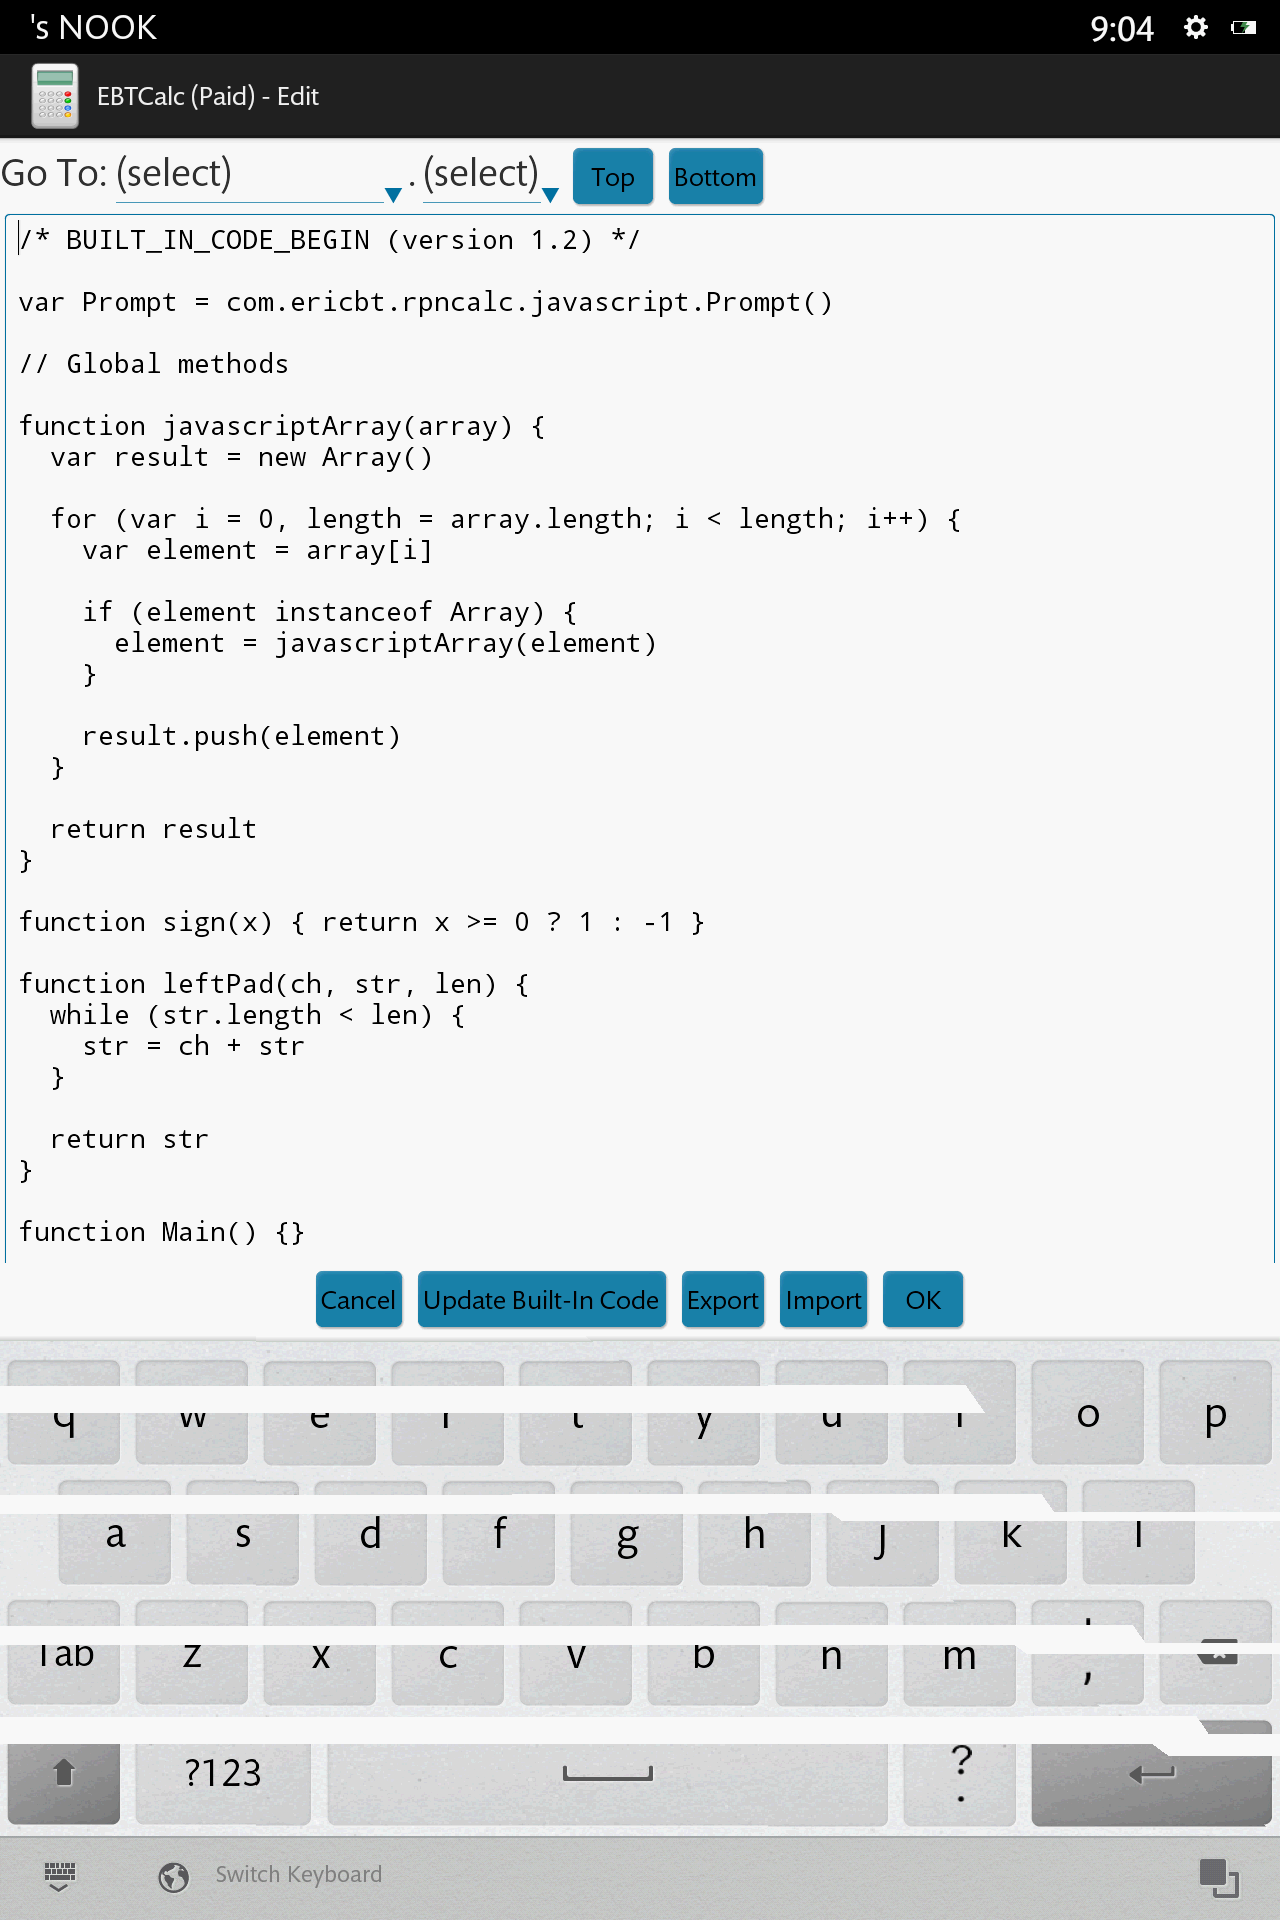 's NOOK
9:04
EBTCalc (Paid) - Edit
Go To: (select) . (select) Top Bottom
/* BUILT_IN_CODE_BEGIN (version 1.2) */
var Prompt = com.ericbt.rpncalc.javascript.Prompt()
// Global methods
function javascriptArray(array) {
  var result = new Array()
  for (var i = 0, length = array.length; i < length; i++) {
    var element = array[i]
    if (element instanceof Array) {
      element = javascriptArray(element)
    }
    result.push(element)
  }
  return result
}
function sign(x) { return x >= 0 ? 1 : -1 }
function leftPad(ch, str, len) {
  while (str.length < len) {
    str = ch + str
  }
  return str
}
function Main() {}
Cancel Update Built-In Code Export Import OK
q w e r t y u i o p
a s d f g h j k l
Tab z x c v b n m ! ,
?123 ? .
Switch Keyboard